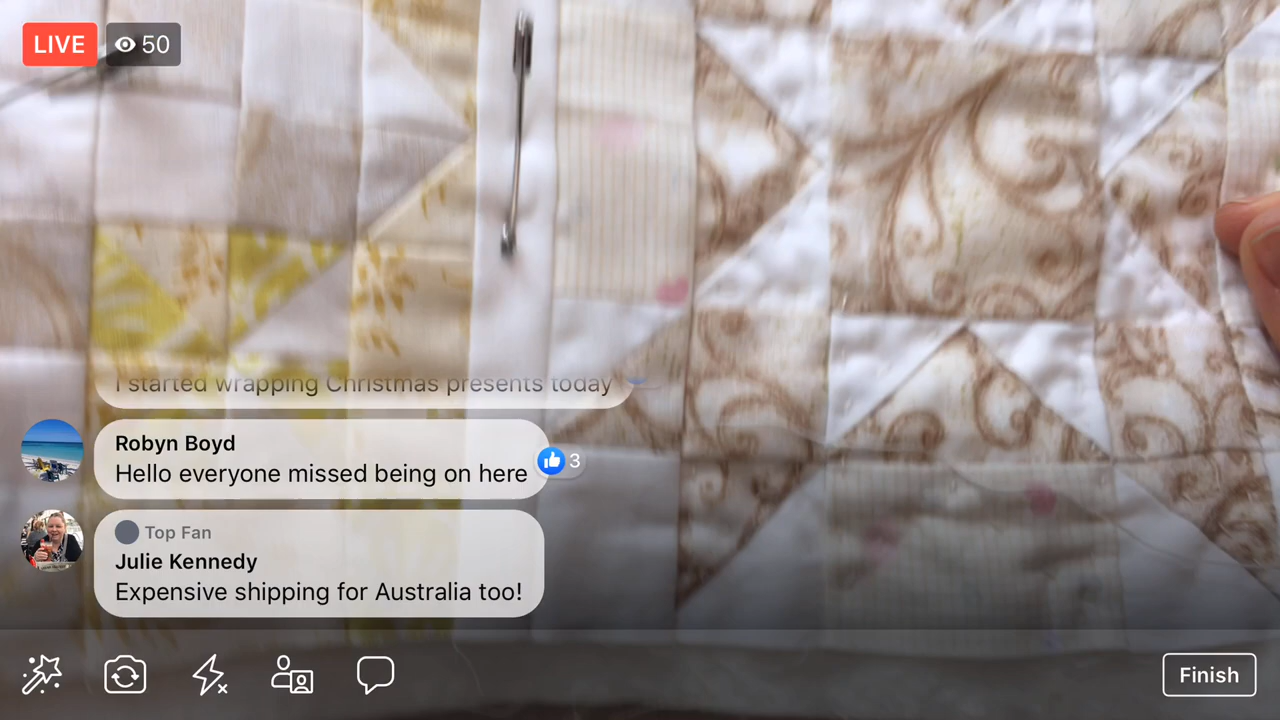 LIVE
50
I started wrapping Christmas presents today
Robyn Boyd
Hello everyone missed being on here
3
Top Fan
Julie Kennedy
Expensive shipping for Australia too!
Finish